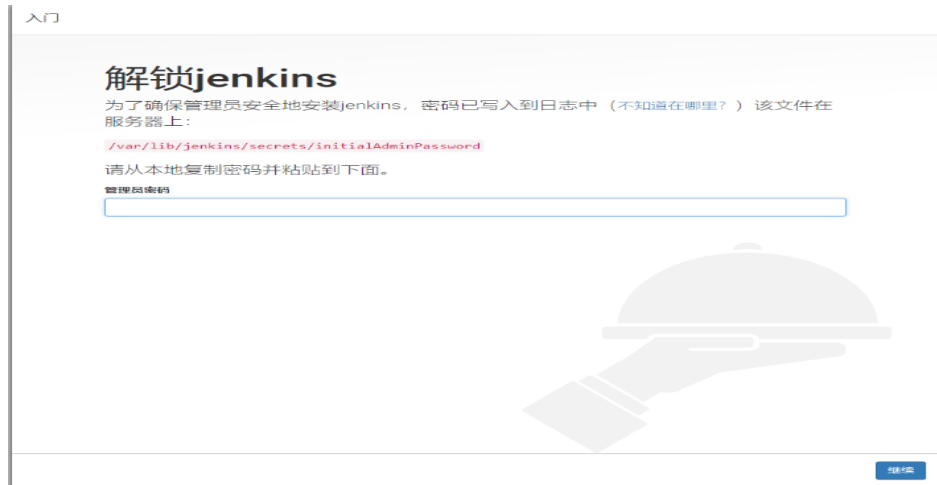 入门
解锁jenkins
为了确保管理员安全地安装jenkins，密码已写入到日志中（不知道在哪里？）该文件在
服务器上：
/var/lib/jenkins/secrets/initialAdminPassword
请从本地复制密码并粘贴到下面。
管理员密码
继续